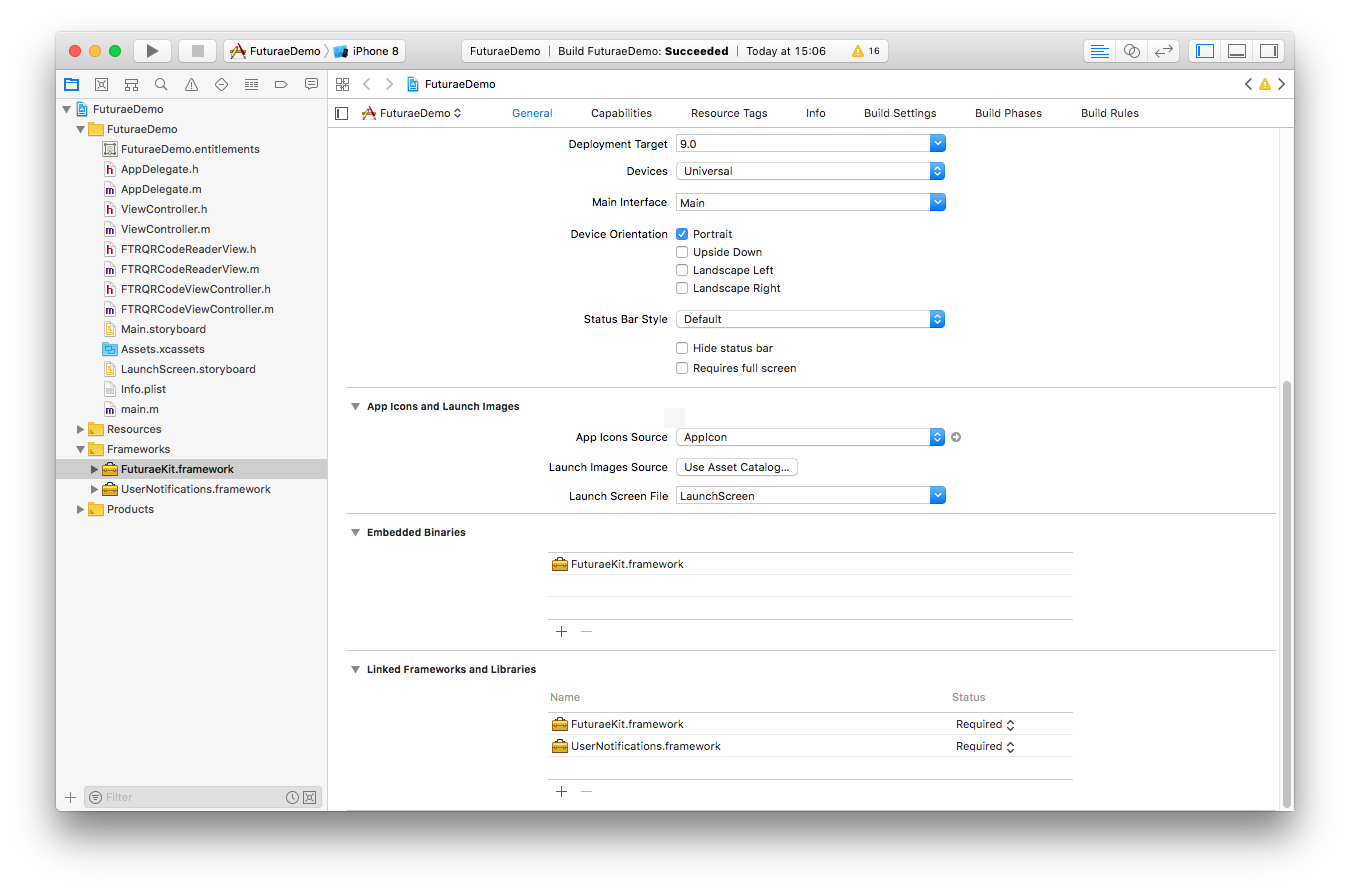 FuturaeDemo iPhone 8 FuturaeDemo | Build FuturaeDemo: Succeeded | Today at 15:06 16
FuturaeDemo
FuturaeDemo General Capabilities Resource Tags Info Build Settings Build Phases Build Rules
FuturaeDemo
FuturaeDemo
FuturaeDemo.entitlements
h AppDelegate.h
m AppDelegate.m
h ViewController.h
m ViewController.m
h FTRQRCodeReaderView.h
m FTRQRCodeReaderView.m
h FTRQRCodeViewController.h
m FTRQRCodeViewController.m
Main.storyboard
Assets.xcassets
LaunchScreen.storyboard
Info.plist
m main.m
Resources
Frameworks
FuturaeKit.framework
UserNotifications.framework
Products
Filter
Deployment Target 9.0
Devices Universal
Main Interface Main
Device Orientation Portrait
Upside Down
Landscape Left
Landscape Right
Status Bar Style Default
Hide status bar
Requires full screen
App Icons and Launch Images
App Icons Source AppIcon
Launch Images Source Use Asset Catalog...
Launch Screen File LaunchScreen
Embedded Binaries
FuturaeKit.framework
Linked Frameworks and Libraries
Name Status
FuturaeKit.framework Required
UserNotifications.framework Required